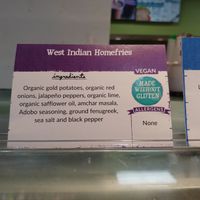 West Indian Homefries
ingredients
Organic gold potatoes, organic red
onions, jalapeño peppers, organic lime,
organic safflower oil, amchar masala,
Adobo seasoning, ground fenugreek,
sea salt and black pepper
VEGAN
MADE
WITHOUT
GLUTEN
ALLERGENS
None